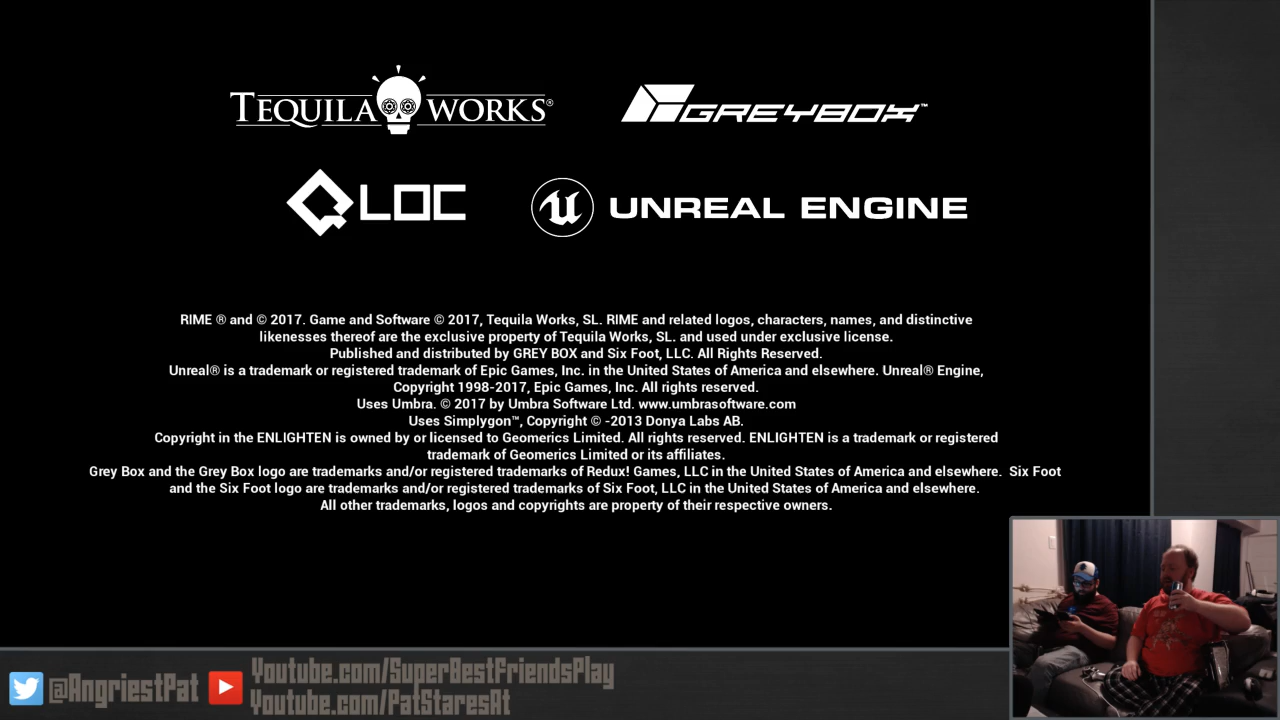 TEQUILA WORKS®
GREYBOX™
QLOC
UNREAL ENGINE
RIME ® and © 2017. Game and Software © 2017, Tequila Works, SL. RIME and related logos, characters, names, and distinctive
likenesses thereof are the exclusive property of Tequila Works, SL. and used under exclusive license.
Published and distributed by GREY BOX and Six Foot, LLC. All Rights Reserved.
Unreal® is a trademark or registered trademark of Epic Games, Inc. in the United States of America and elsewhere. Unreal® Engine,
Copyright 1998-2017, Epic Games, Inc. All rights reserved.
Uses Umbra. © 2017 by Umbra Software Ltd. www.umbrasoftware.com
Uses Simplygon™, Copyright © -2013 Donya Labs AB.
Copyright in the ENLIGHTEN is owned by or licensed to Geomerics Limited. All rights reserved. ENLIGHTEN is a trademark or registered
trademark of Geomerics Limited or its affiliates.
Grey Box and the Grey Box logo are trademarks and/or registered trademarks of Redux! Games, LLC in the United States of America and elsewhere. Six Foot
and the Six Foot logo are trademarks and/or registered trademarks of Six Foot, LLC in the United States of America and elsewhere.
All other trademarks, logos and copyrights are property of their respective owners.
@AngriestPat
Youtube.com/SuperBestFriendsPlay
Youtube.com/PatStaresAt